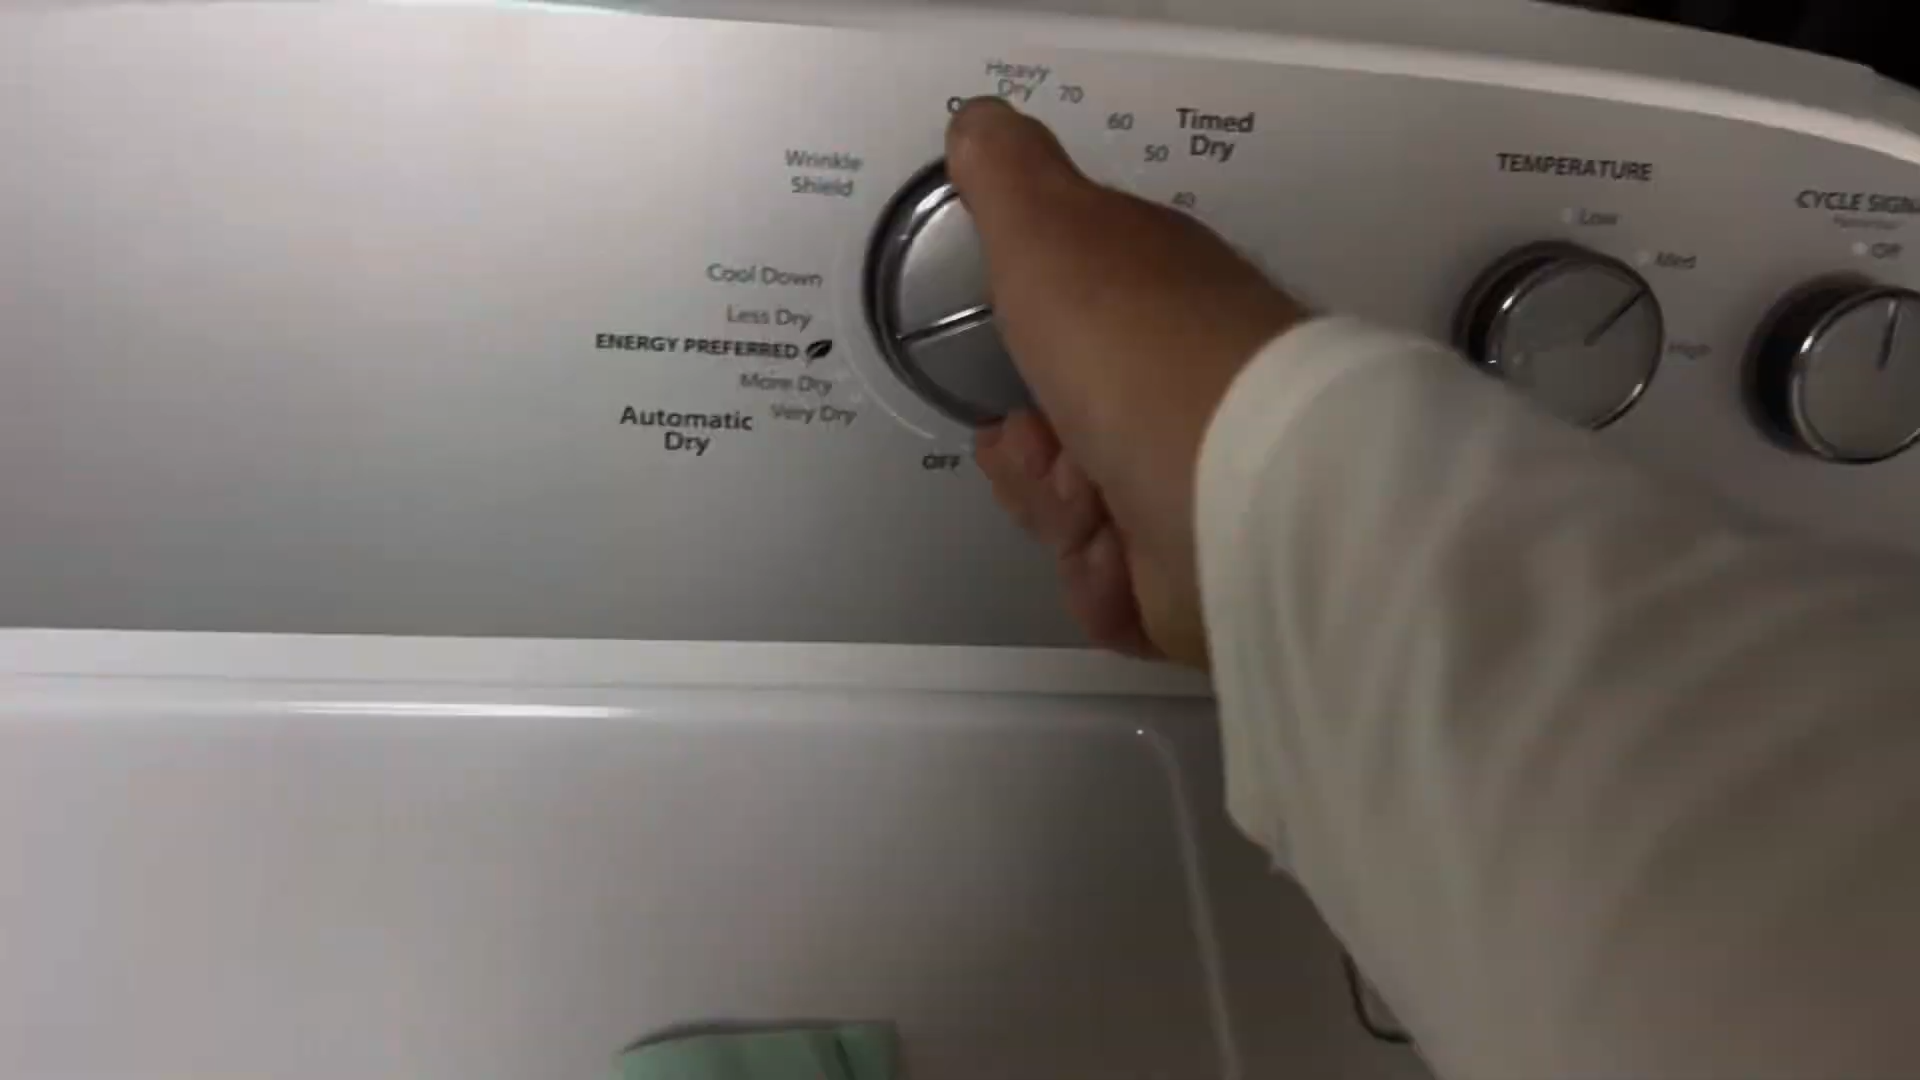 Heavy
Dry
70
60
50
40
Timed
Dry
Wrinkle
Shield
Cool Down
Less Dry
ENERGY PREFERRED
More Dry
Very Dry
Automatic
Dry
OFF
TEMPERATURE
Low
Med
High
CYCLE SIGN
Off